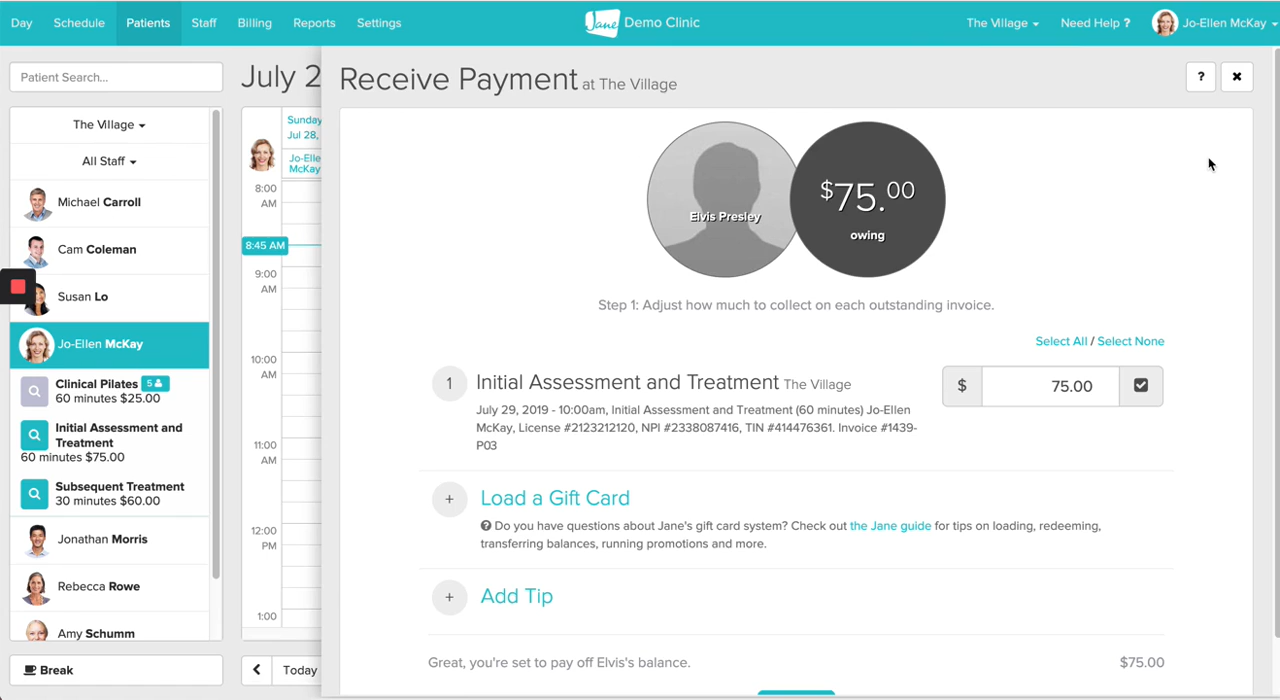 Day Schedule Patients Staff Billing Reports Settings
Jane Demo Clinic
The Village Need Help ? Jo-Ellen McKay
Patient Search...
The Village
All Staff
Michael Carroll
Cam Coleman
Susan Lo
Jo-Ellen McKay
Clinical Pilates 5
60 minutes $25.00
Initial Assessment and
Treatment
60 minutes $75.00
Subsequent Treatment
30 minutes $60.00
Jonathan Morris
Rebecca Rowe
Amy Schumm
Break
July 2
Sunday
Jul 28,
Jo-Elle
McKay
8:00
AM
8:45 AM
9:00
AM
10:00
AM
11:00
AM
12:00
PM
1:00
Today
Receive Payment at The Village
?
Elvis Presley
$75.00
owing
Step 1: Adjust how much to collect on each outstanding invoice.
Select All / Select None
1 Initial Assessment and Treatment The Village
$ 75.00
July 29, 2019 - 10:00am, Initial Assessment and Treatment (60 minutes) Jo-Ellen
McKay, License #2123212120, NPI #2338087416, TIN #414476361. Invoice #1439-
P03
+ Load a Gift Card
? Do you have questions about Jane's gift card system? Check out the Jane guide for tips on loading, redeeming,
transferring balances, running promotions and more.
+ Add Tip
Great, you're set to pay off Elvis's balance. $75.00